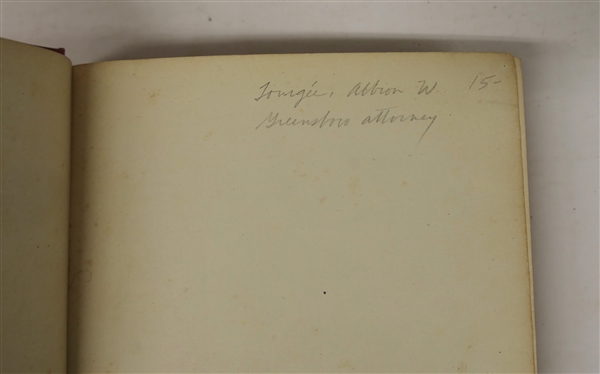 Tourgée, Albion W 15-
Greensboro attorney